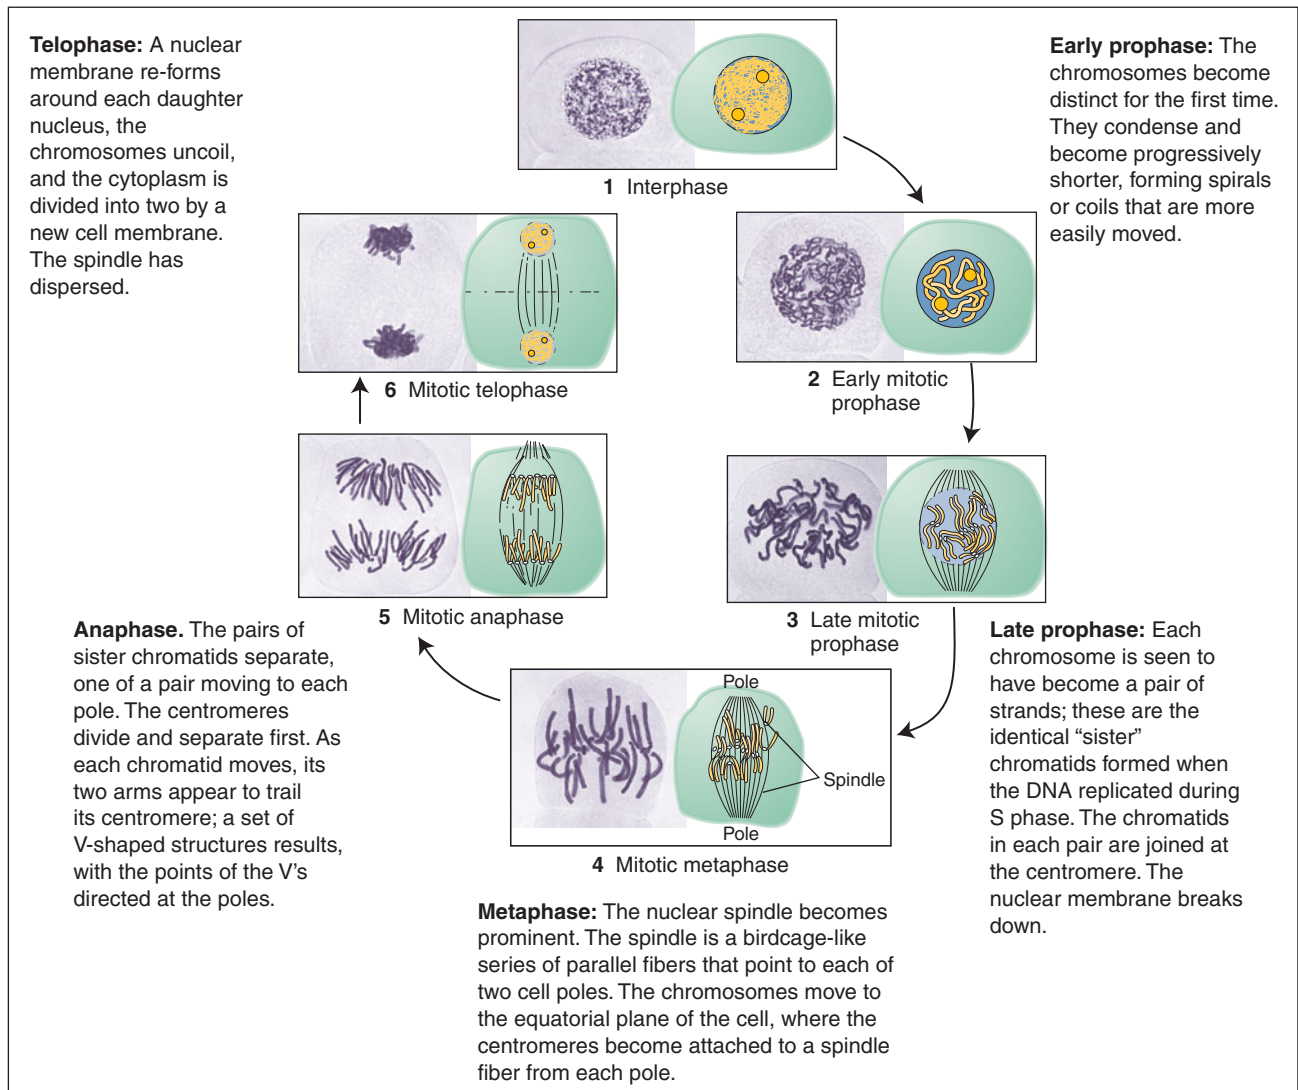 Telophase: A nuclear
membrane re-forms
around each daughter
nucleus, the
chromosomes uncoil,
and the cytoplasm is
divided into two by a
new cell membrane.
The spindle has
dispersed.
1 Interphase
Early prophase: The
chromosomes become
distinct for the first time.
They condense and
become progressively
shorter, forming spirals
or coils that are more
easily moved.
6 Mitotic telophase
2 Early mitotic
prophase
5 Mitotic anaphase
3 Late mitotic
prophase
Anaphase. The pairs of
sister chromatids separate,
one of a pair moving to each
pole. The centromeres
divide and separate first. As
each chromatid moves, its
two arms appear to trail
its centromere; a set of
V-shaped structures results,
with the points of the V’s
directed at the poles.
Pole
Spindle
Pole
4 Mitotic metaphase
Late prophase: Each
chromosome is seen to
have become a pair of
strands; these are the
identical “sister”
chromatids formed when
the DNA replicated during
S phase. The chromatids
in each pair are joined at
the centromere. The
nuclear membrane breaks
down.
Metaphase: The nuclear spindle becomes
prominent. The spindle is a birdcage-like
series of parallel fibers that point to each of
two cell poles. The chromosomes move to
the equatorial plane of the cell, where the
centromeres become attached to a spindle
fiber from each pole.